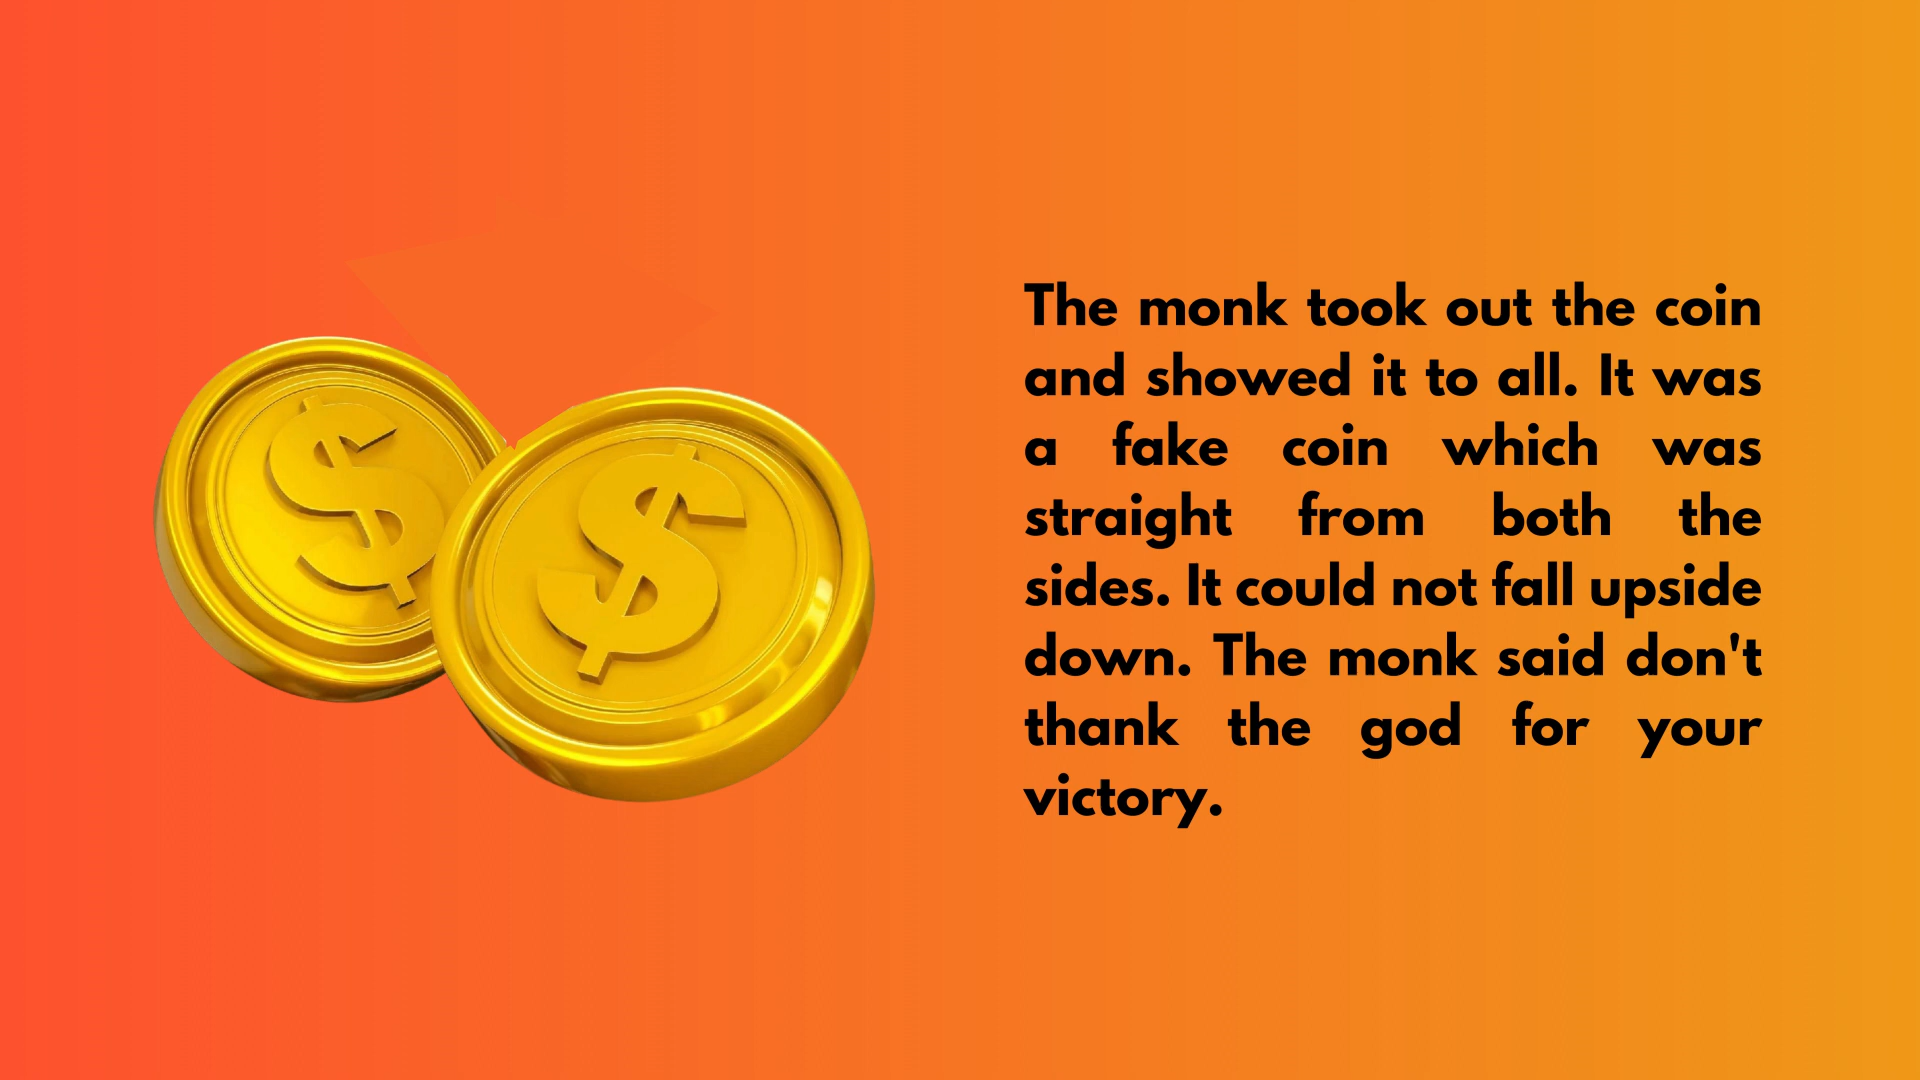 The monk took out the coin
and showed it to all. It was
a fake coin which was
straight from both the
sides. It could not fall upside
down. The monk said don't
thank the god for your
victory.